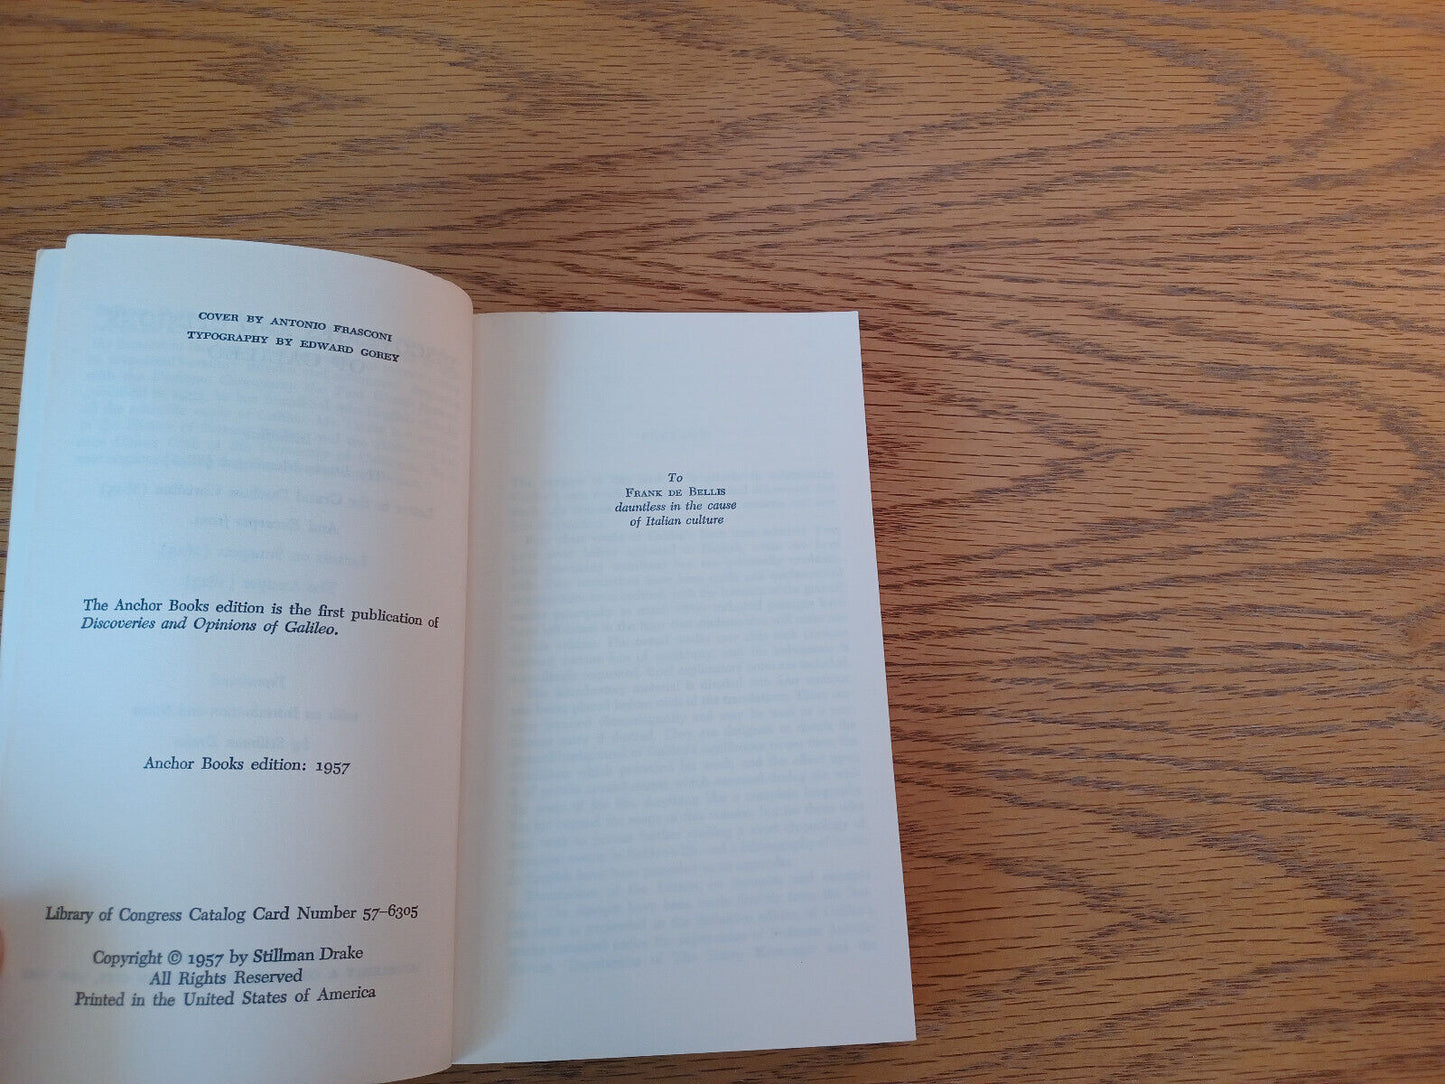 COVER BY ANTONIO FRASCONI
TYPOGRAPHY BY EDWARD GOREY
The Anchor Books edition is the first publication of
Discoveries and Opinions of Galileo.
Anchor Books edition: 1957
Library of Congress Catalog Card Number 57–6305
Copyright © 1957 by Stillman Drake
All Rights Reserved
Printed in the United States of America
To
FRANK DE BELLIS
dauntless in the cause
of Italian culture